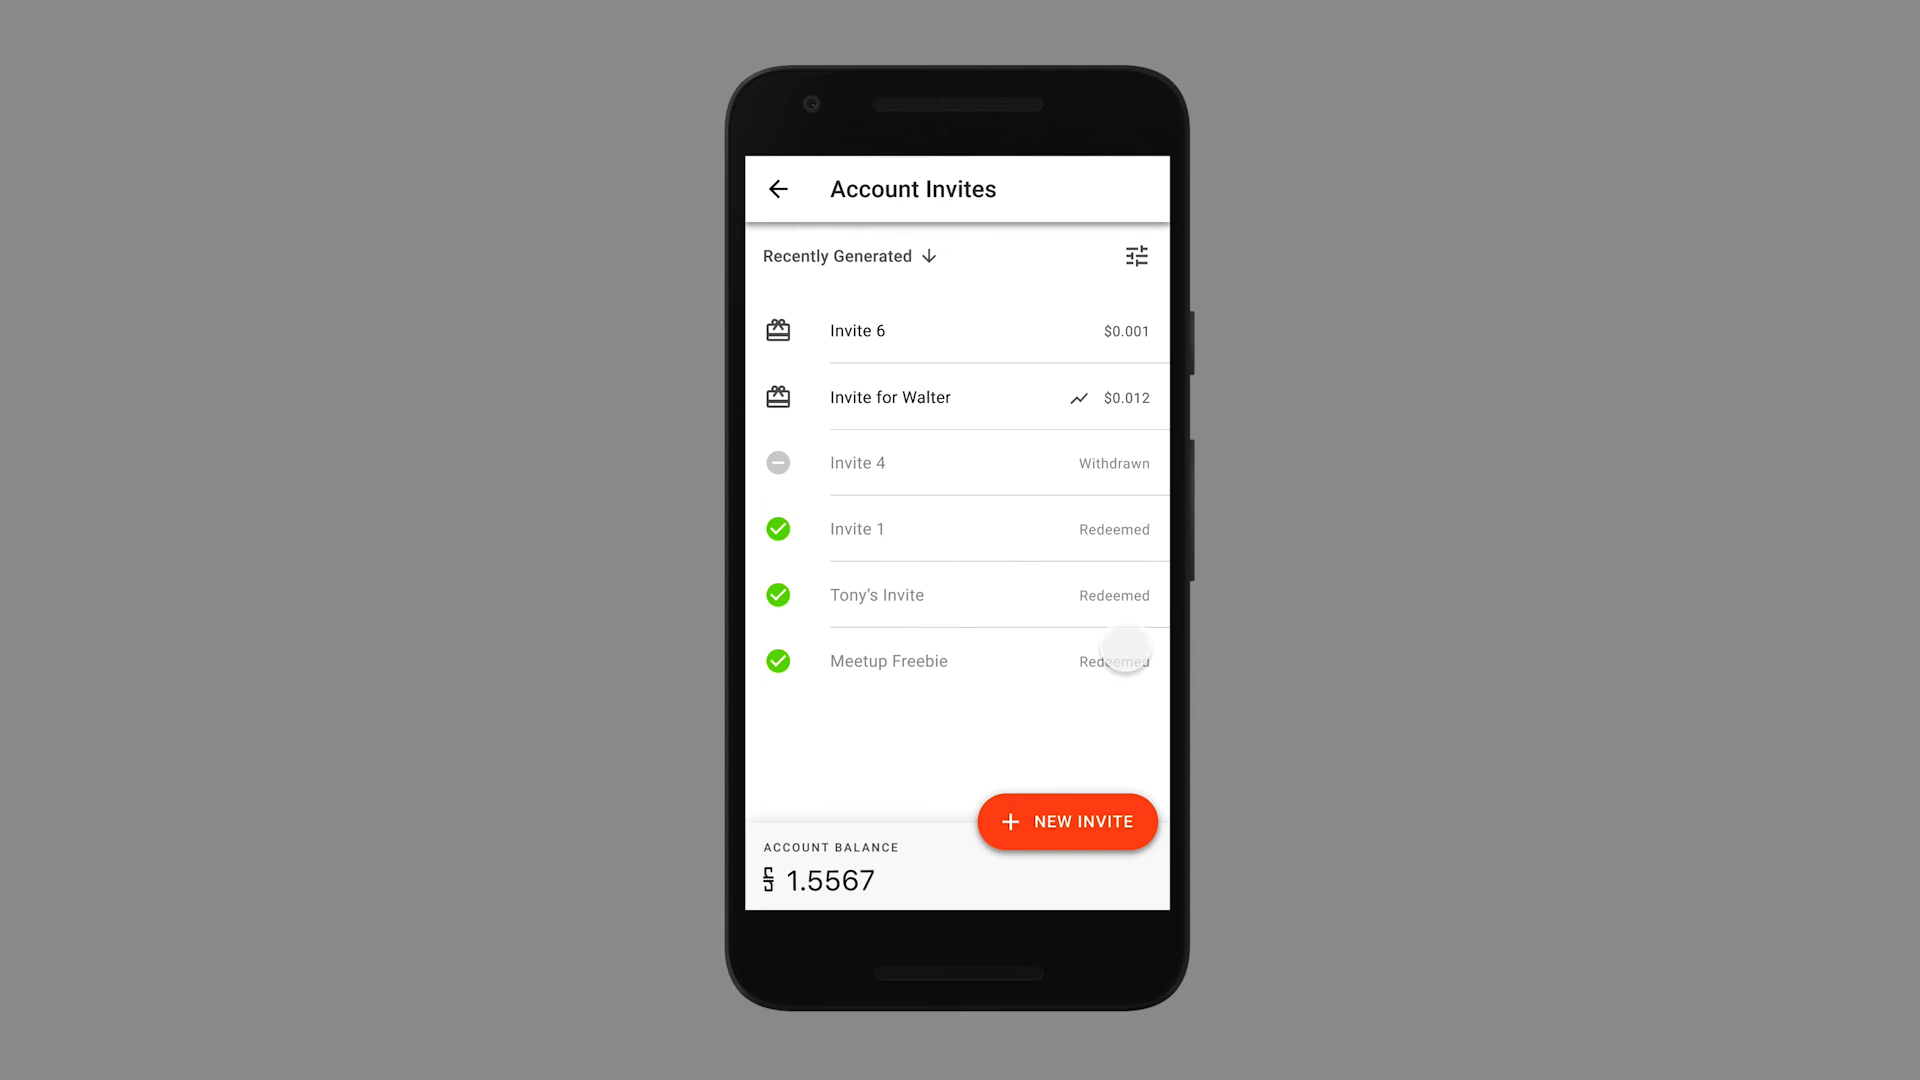 Account Invites
Recently Generated
Invite 6 $0.001
Invite for Walter $0.012
Invite 4 Withdrawn
Invite 1 Redeemed
Tony’s Invite Redeemed
Meetup Freebie Redeemed
NEW INVITE
ACCOUNT BALANCE
1.5567